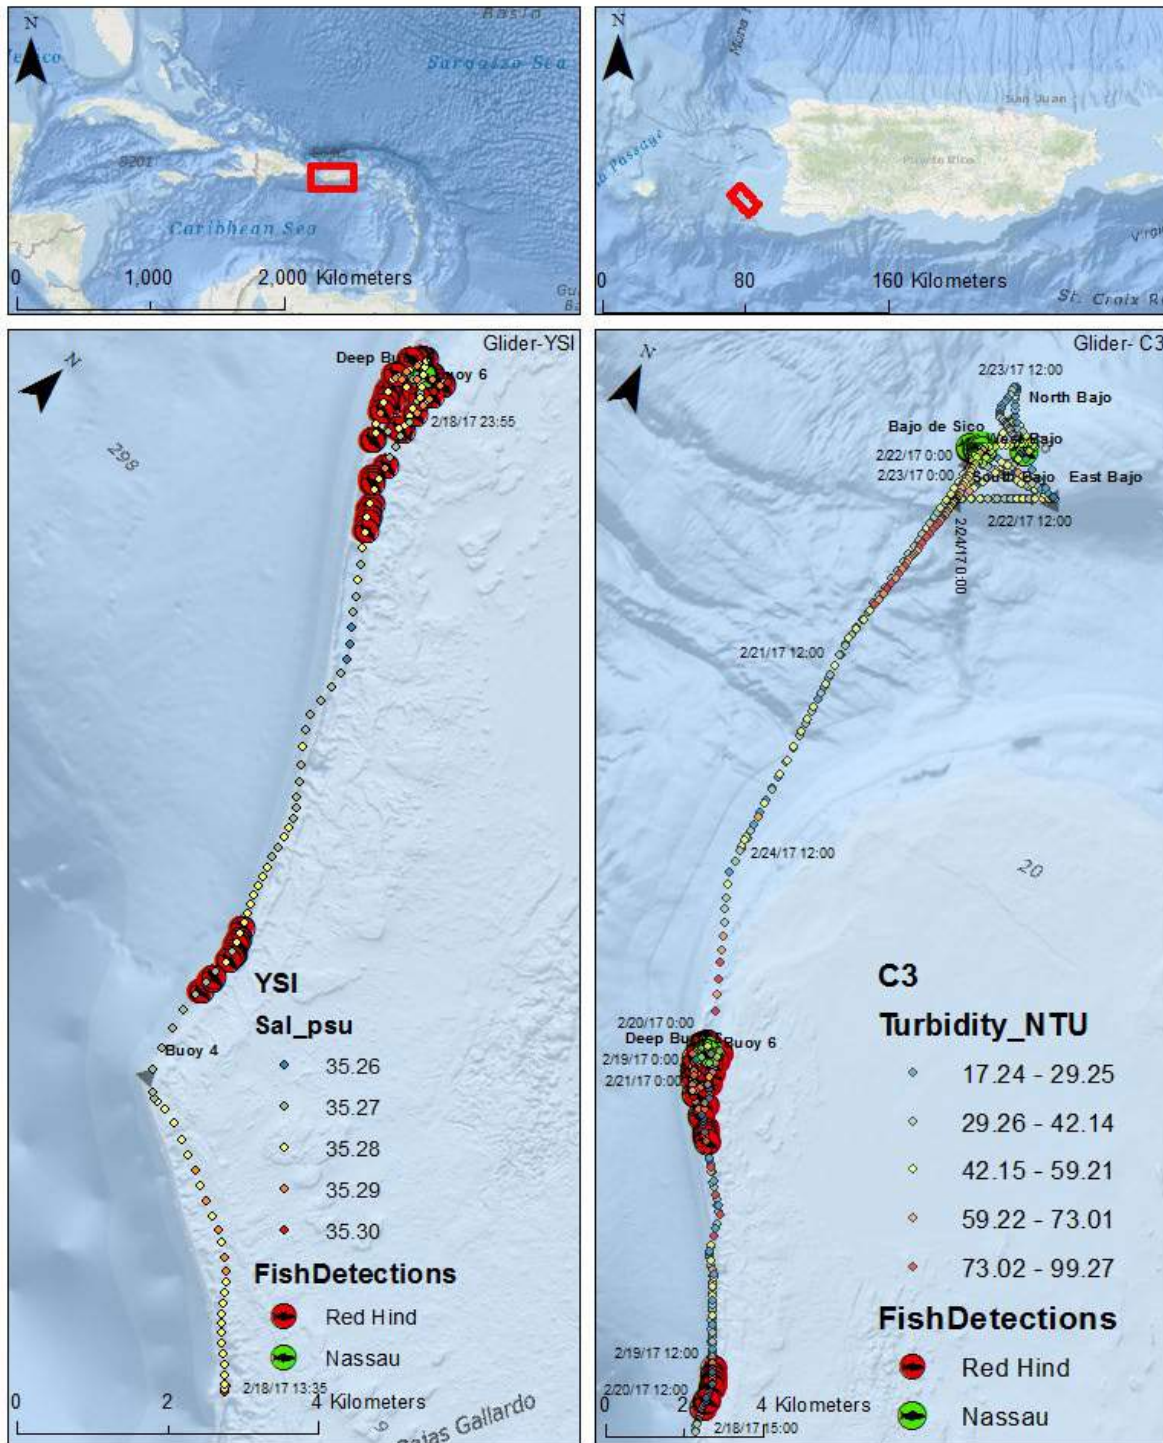 N
Sargasso Sea
9201
Caribbean Sea
0 1,000 2,000 Kilometers
N
San Juan
Puerto Rico
0 80 160 Kilometers
St. Croix
Glider-YSI
N
Deep
Buoy 6
2/18/17 23:55
298
YSI
Sal_psu
Buoy 4
35.26
35.27
35.28
35.29
35.30
FishDetections
Red Hind
Nassau
2/18/17 13:35
0 2 4 Kilometers
Gallardo
Glider- C3
N
2/23/17 12:00
North Bajo
Bajo de Sico
West Bajo
2/22/17 0:00
2/23/17 0:00
South Bajo East Bajo
2/22/17 12:00
2/24/17 0:00
2/21/17 12:00
2/24/17 12:00
20
C3
Turbidity_NTU
2/20/17 0:00
Deep Buoy
Buoy 6
2/19/17 0:00
2/21/17 0:00
17.24 - 29.25
29.26 - 42.14
42.15 - 59.21
59.22 - 73.01
73.02 - 99.27
FishDetections
Red Hind
Nassau
2/19/17 12:00
2/20/17 12:00
0 2 4 Kilometers
2/18/17 15:00